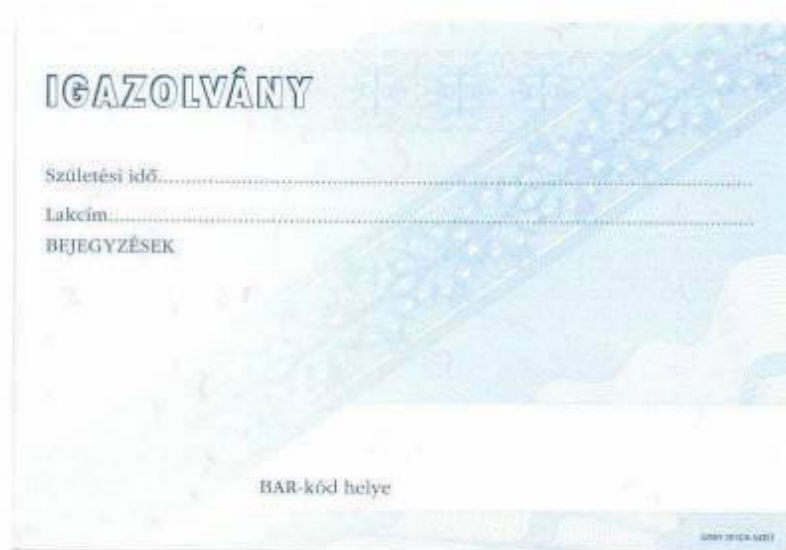 IGAZOLVÁNY
Születési idő
Lakcím
BEJEGYZÉSEK
BAR-kód helye